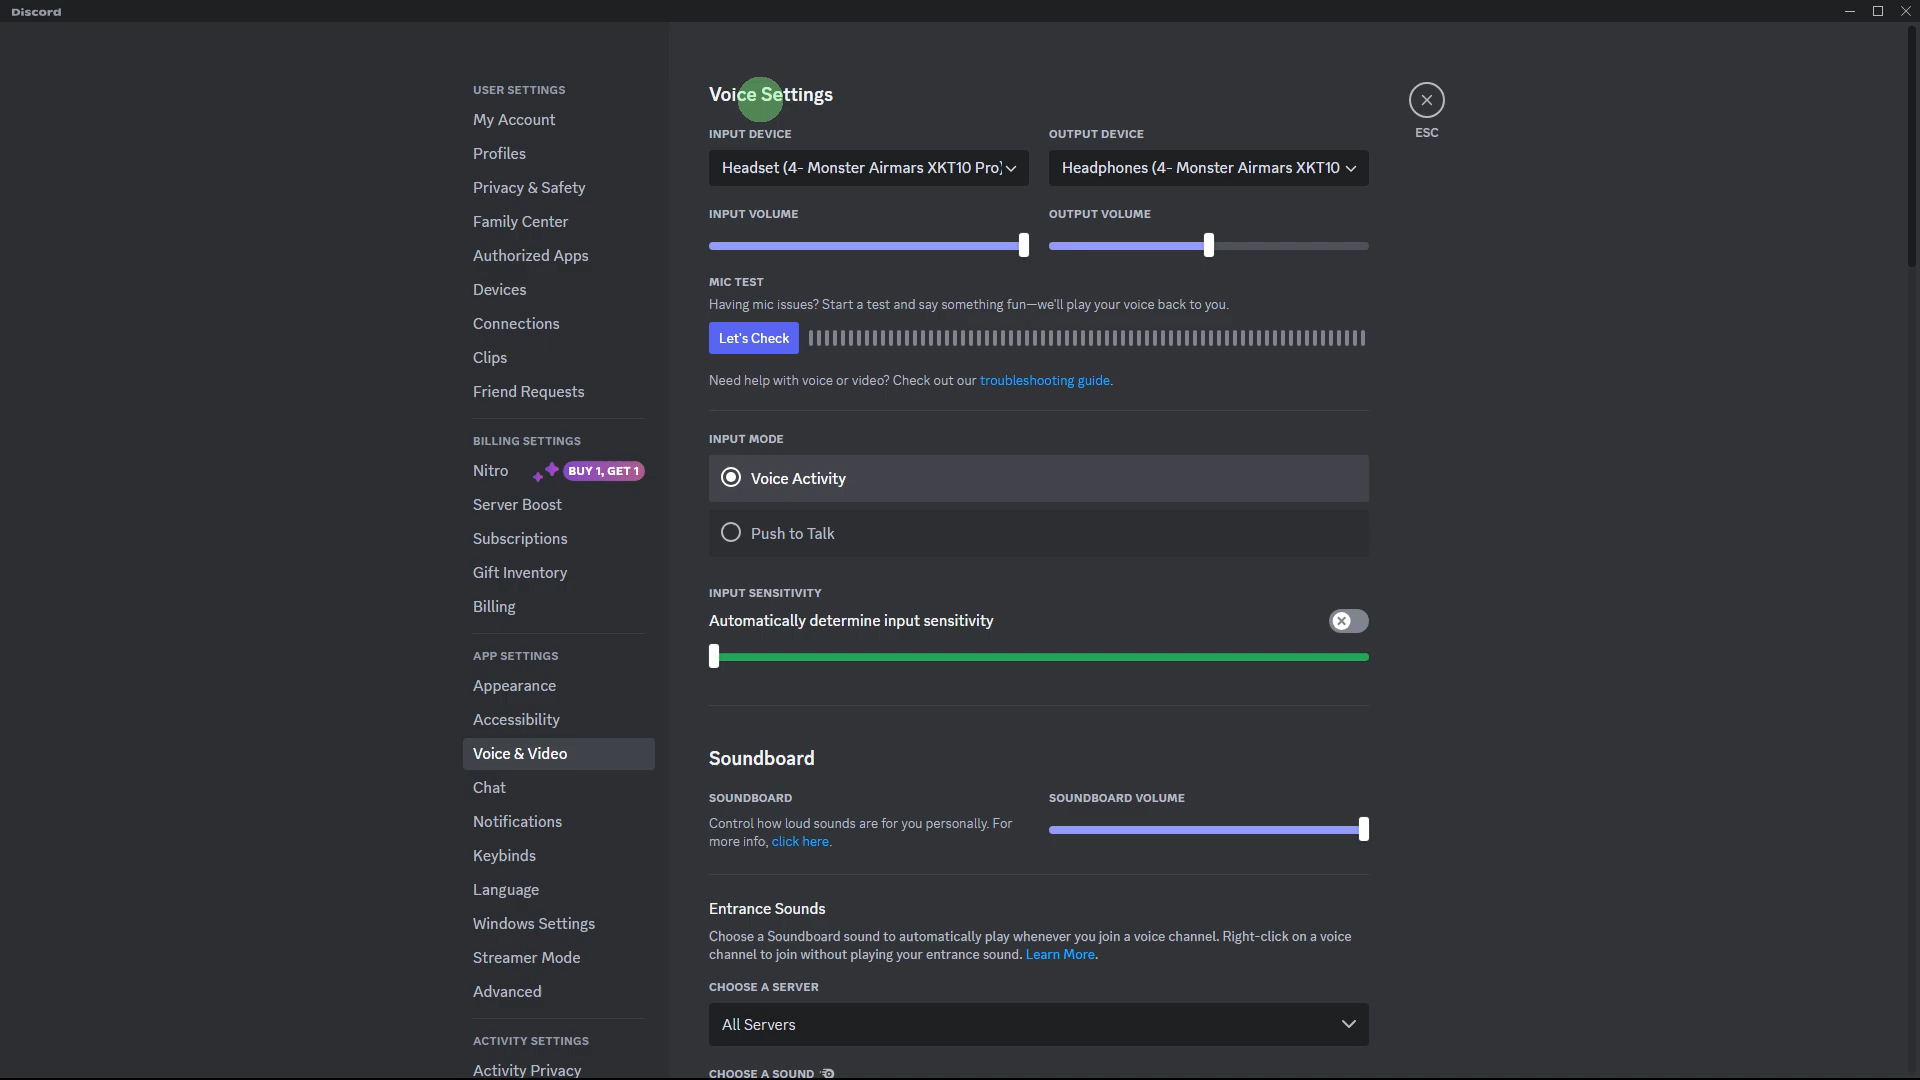 Discord
USER SETTINGS
My Account
Profiles
Privacy & Safety
Family Center
Authorized Apps
Devices
Connections
Clips
Friend Requests
BILLING SETTINGS
Nitro BUY 1, GET 1
Server Boost
Subscriptions
Gift Inventory
Billing
APP SETTINGS
Appearance
Accessibility
Voice & Video
Chat
Notifications
Keybinds
Language
Windows Settings
Streamer Mode
Advanced
ACTIVITY SETTINGS
Activity Privacy
Voice Settings
ESC
INPUT DEVICE
Headset (4- Monster Airmars XKT10 Pro)
OUTPUT DEVICE
Headphones (4- Monster Airmars XKT10
INPUT VOLUME
OUTPUT VOLUME
MIC TEST
Having mic issues? Start a test and say something fun—we'll play your voice back to you.
Let's Check
Need help with voice or video? Check out our troubleshooting guide.
INPUT MODE
Voice Activity
Push to Talk
INPUT SENSITIVITY
Automatically determine input sensitivity
Soundboard
SOUNDBOARD
Control how loud sounds are for you personally. For
more info, click here.
SOUNDBOARD VOLUME
Entrance Sounds
Choose a Soundboard sound to automatically play whenever you join a voice channel. Right-click on a voice
channel to join without playing your entrance sound. Learn More.
CHOOSE A SERVER
All Servers
CHOOSE A SOUND